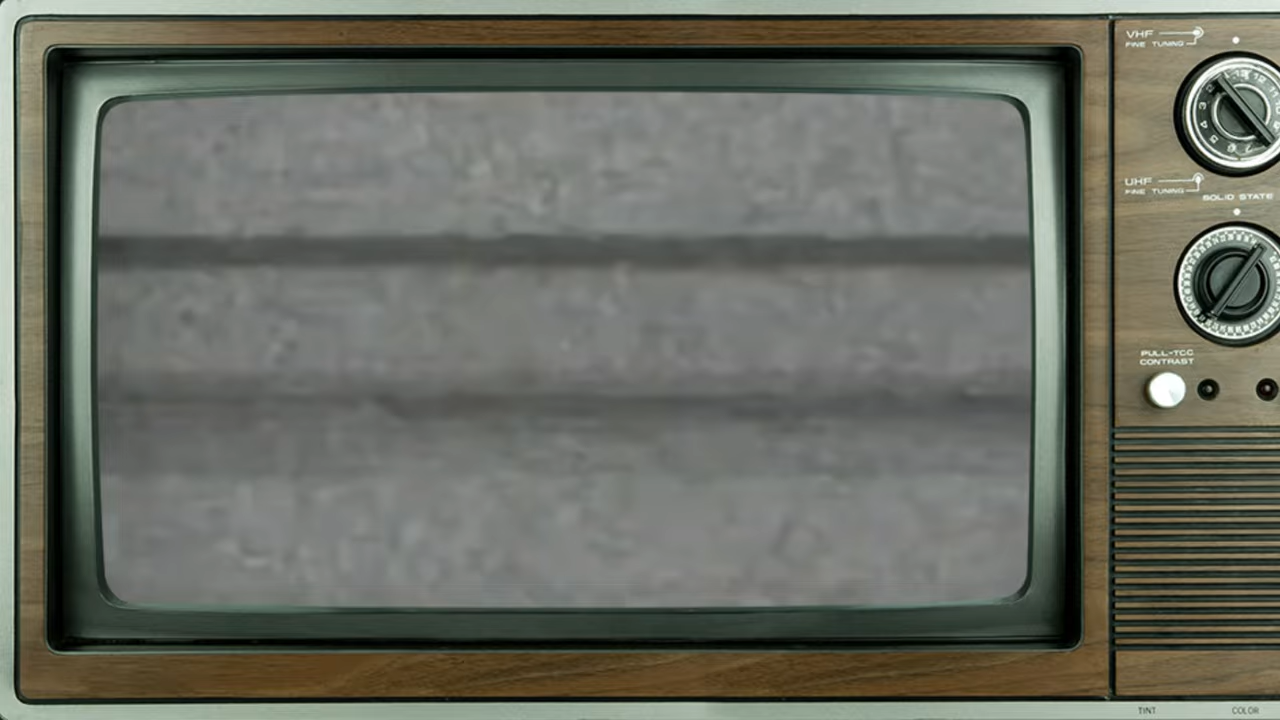 VHF
FINE TUNING
UHF
FINE TUNING
SOLID STATE
PULL-TCC
CONTRAST
TINT COLOR